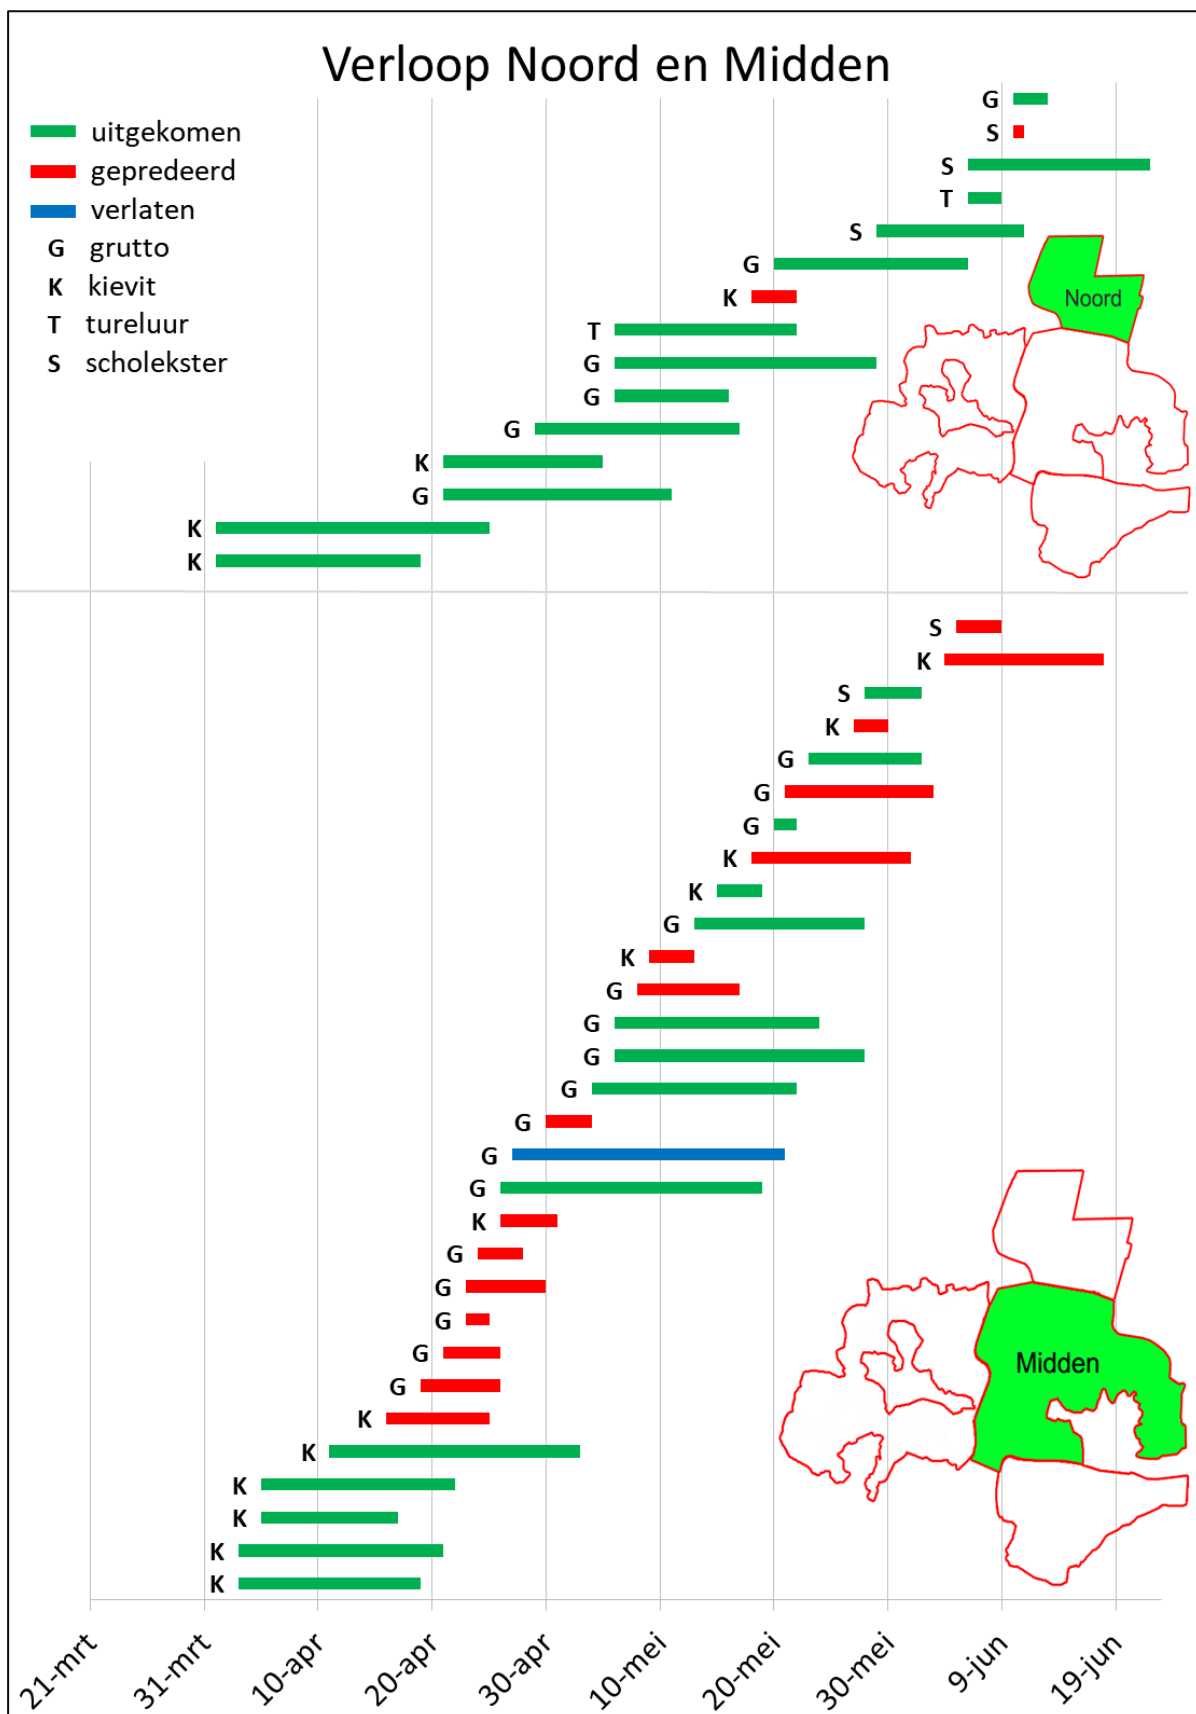 Verloop Noord en Midden
uitgekomen
gepredeerd
verlaten
G grutto
K kievit
T tureluur
S scholekster
G
S
S
T
S
G
K
T
G
G
G
K
G
K
K
Noord
S
K
S
K
G
G
G
K
K
G
K
G
G
G
G
G
G
G
K
G
G
G
G
G
K
K
K
K
K
K
Midden
21-mrt
31-mrt
10-apr
20-apr
30-apr
10-mei
20-mei
30-mei
9-jun
19-jun